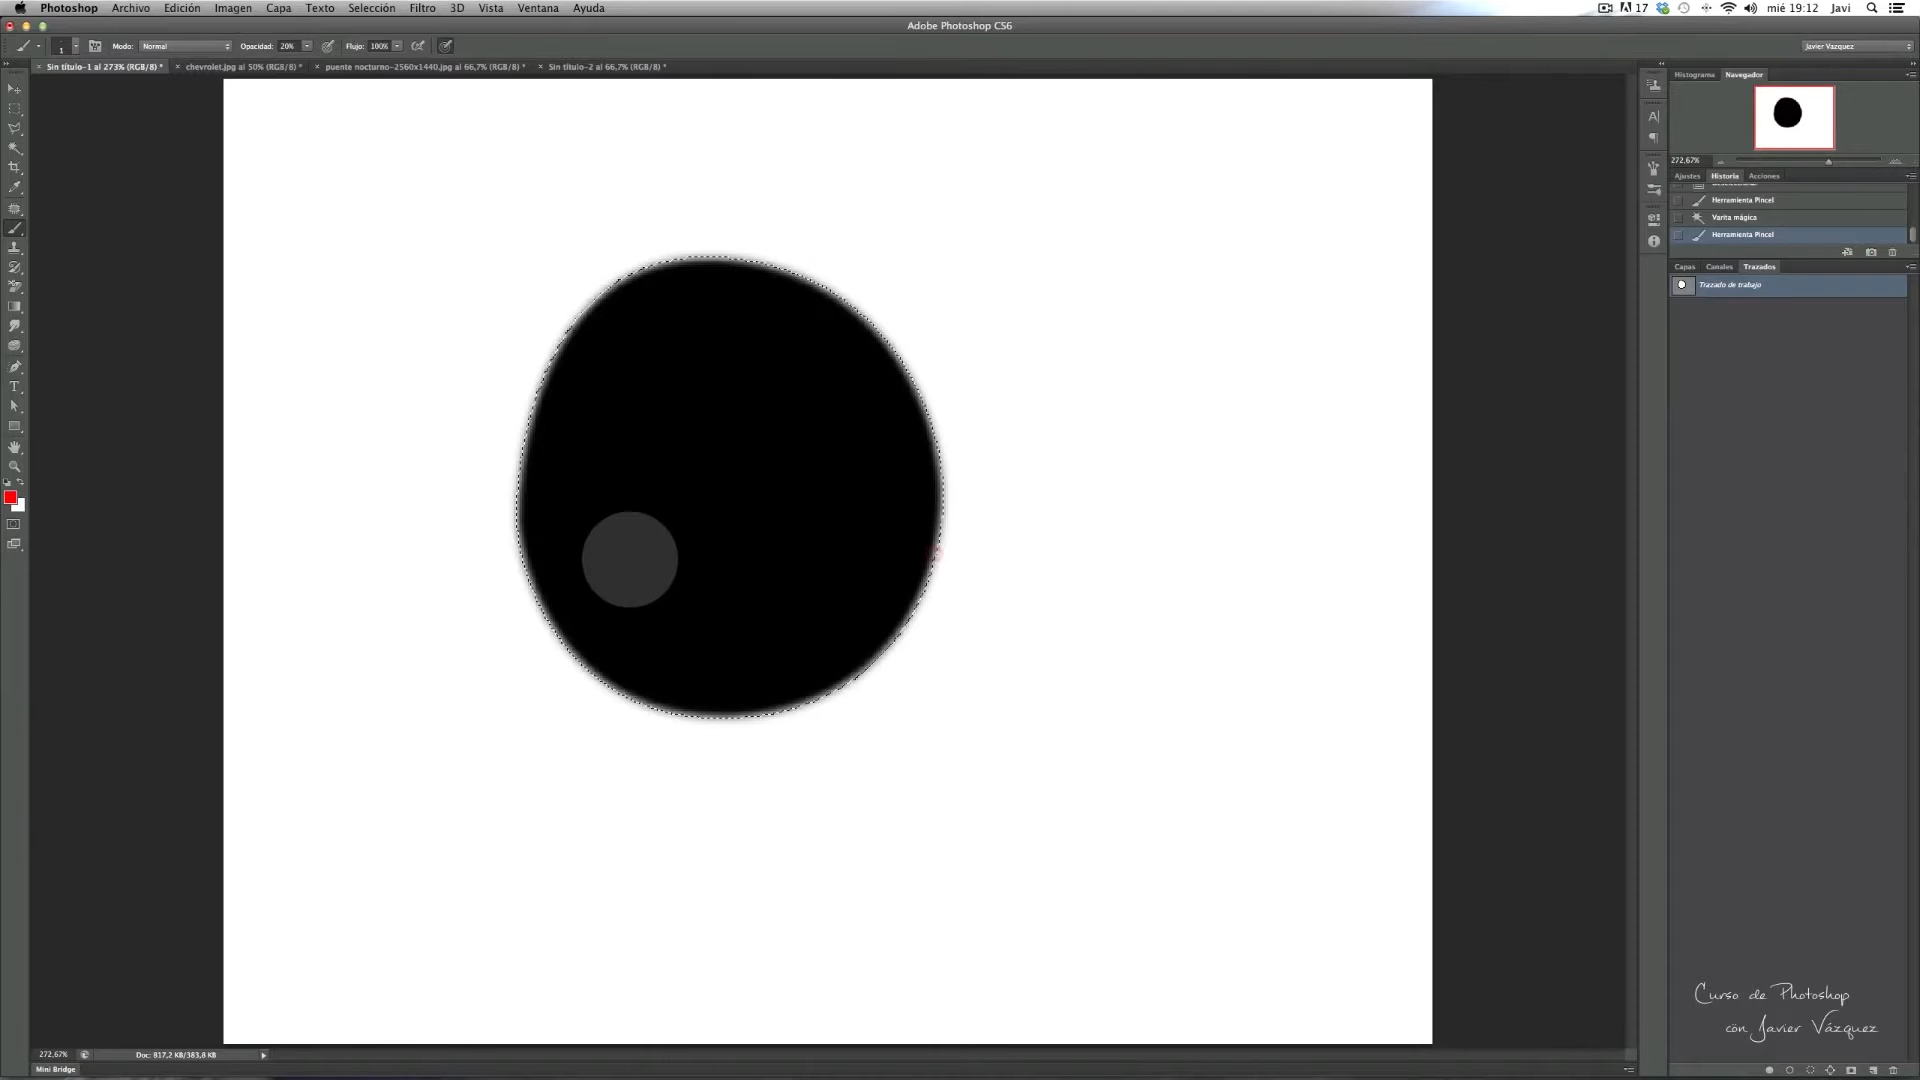 Photoshop Archivo Edición Imagen Capa Texto Selección Filtro 3D Vista Ventana Ayuda 17 mié 19:12 Javi
Adobe Photoshop CS6
1 Modo: Normal Opacidad: 20% Flujo: 100% Javier Vazquez
Sin título-1 al 273% (RGB/8) * chevrolet.jpg al 50% (RGB/8) * puente nocturno-2560x1440.jpg al 66,7% (RGB/8) * Sin título-2 al 66,7% (RGB/8) *
Histograma Navegador
272,67%
Ajustes Historia Acciones
Herramienta Pincel
Varita mágica
Herramienta Pincel
Capas Canales Trazados
Trazado de trabajo
Curso de Photoshop
con Javier Vázquez
272,67% Doc: 817,2 KB/383,8 KB
Mini Bridge